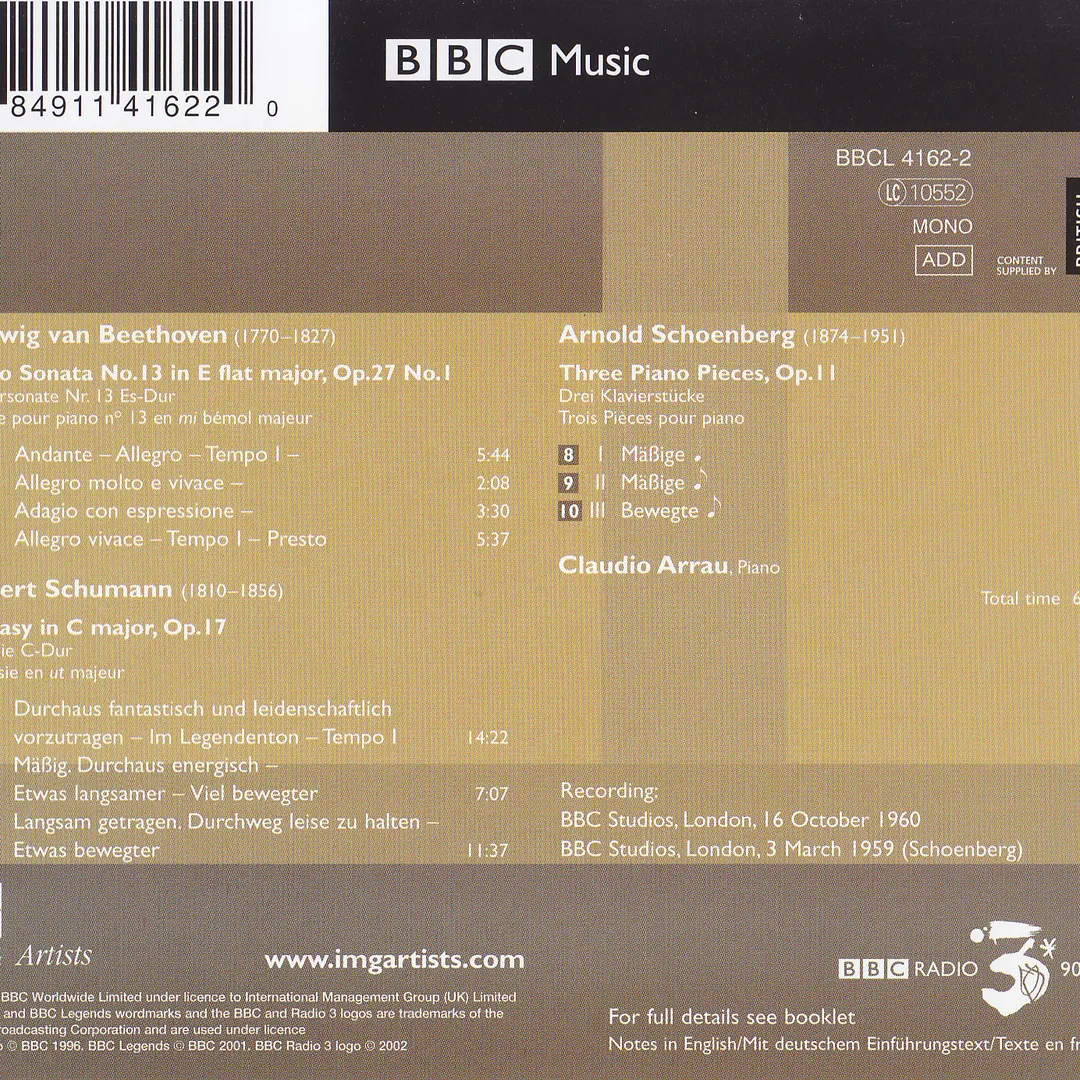 84911 41622 0
BBC Music
BBCL 4162-2
LC 10552
MONO
ADD
CONTENT
SUPPLIED BY
BRITISH
wig van Beethoven (1770–1827)
o Sonata No.13 in E flat major, Op.27 No.1
rsonate Nr. 13 Es-Dur
e pour piano nº 13 en mi bémol majeur
Andante – Allegro – Tempo I – 5:44
Allegro molto e vivace – 2:08
Adagio con espressione – 3:30
Allegro vivace – Tempo I – Presto 5:37
ert Schumann (1810–1856)
asy in C major, Op.17
ie C-Dur
sie en ut majeur
Durchaus fantastisch und leidenschaftlich
vorzutragen – Im Legendenton – Tempo I 14:22
Mäßig. Durchaus energisch –
Etwas langsamer – Viel bewegter 7:07
Langsam getragen. Durchweg leise zu halten –
Etwas bewegter 11:37
Arnold Schoenberg (1874–1951)
Three Piano Pieces, Op.11
Drei Klavierstücke
Trois Pièces pour piano
8 I Mäßige ♩
9 II Mäßige ♪
10 III Bewegte ♪
Claudio Arrau, Piano
Total time 6
Recording:
BBC Studios, London, 16 October 1960
BBC Studios, London, 3 March 1959 (Schoenberg)
Artists
www.imgartists.com
BBC Worldwide Limited under licence to International Management Group (UK) Limited
and BBC Legends wordmarks and the BBC and Radio 3 logos are trademarks of the
roadcasting Corporation and are used under licence
o © BBC 1996. BBC Legends © BBC 2001. BBC Radio 3 logo © 2002
BBC RADIO 3 90
For full details see booklet
Notes in English/Mit deutschem Einführungstext/Texte en fr